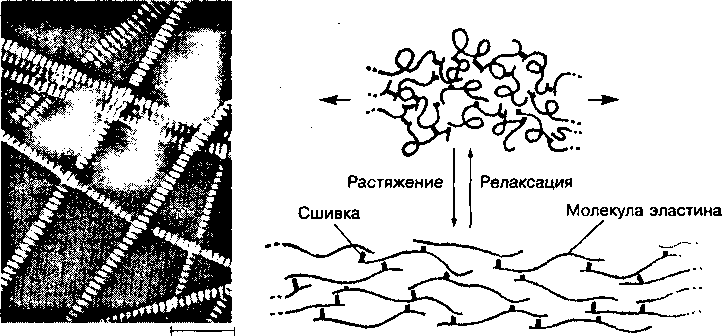 Растяжение
Релаксация
Сшивка
Молекула эластина